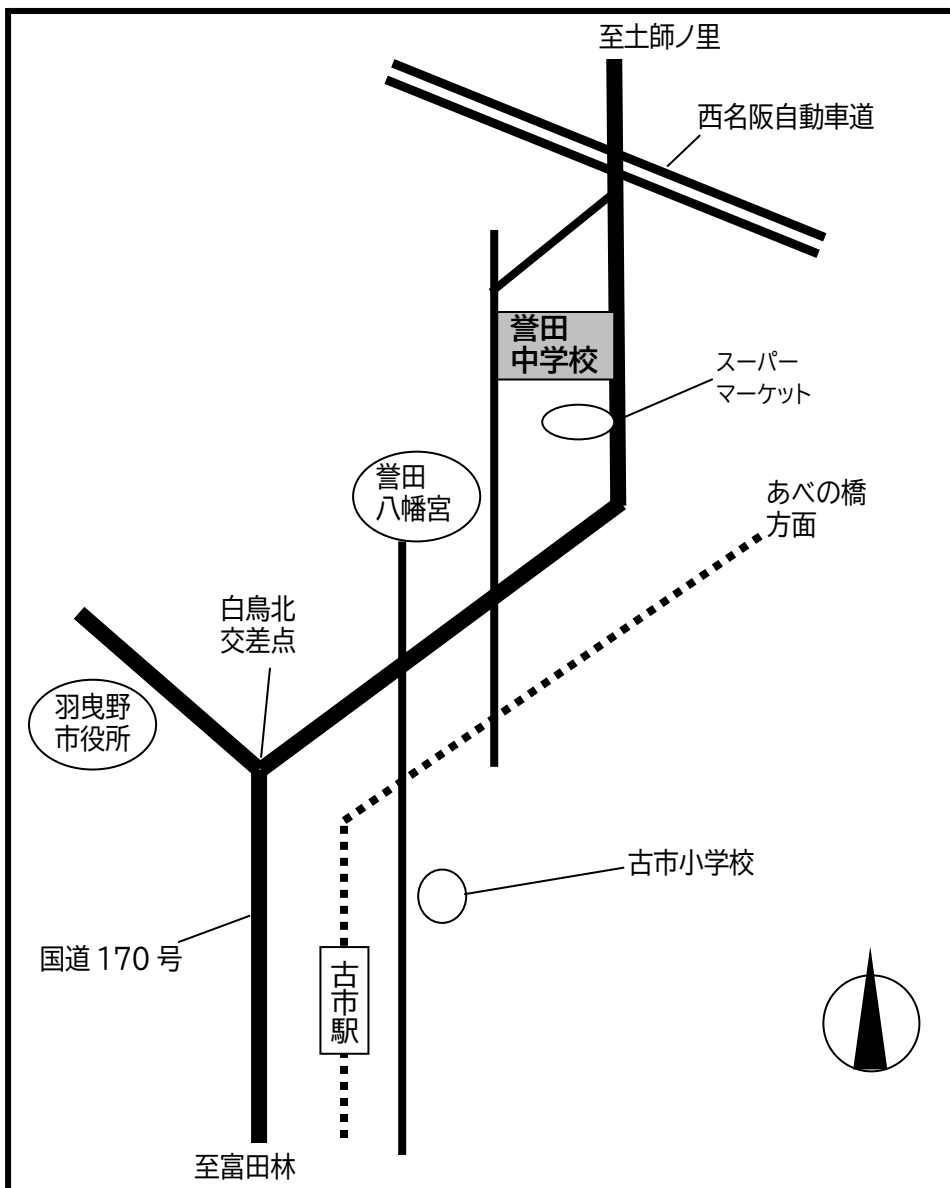 至土師ノ里
西名阪自動車道
誉田
中学校
スーパー
マーケット
誉田
八幡宮
あべの橋
方面
白鳥北
交差点
羽曳野
市役所
古市小学校
国道170号
古市駅
至富田林